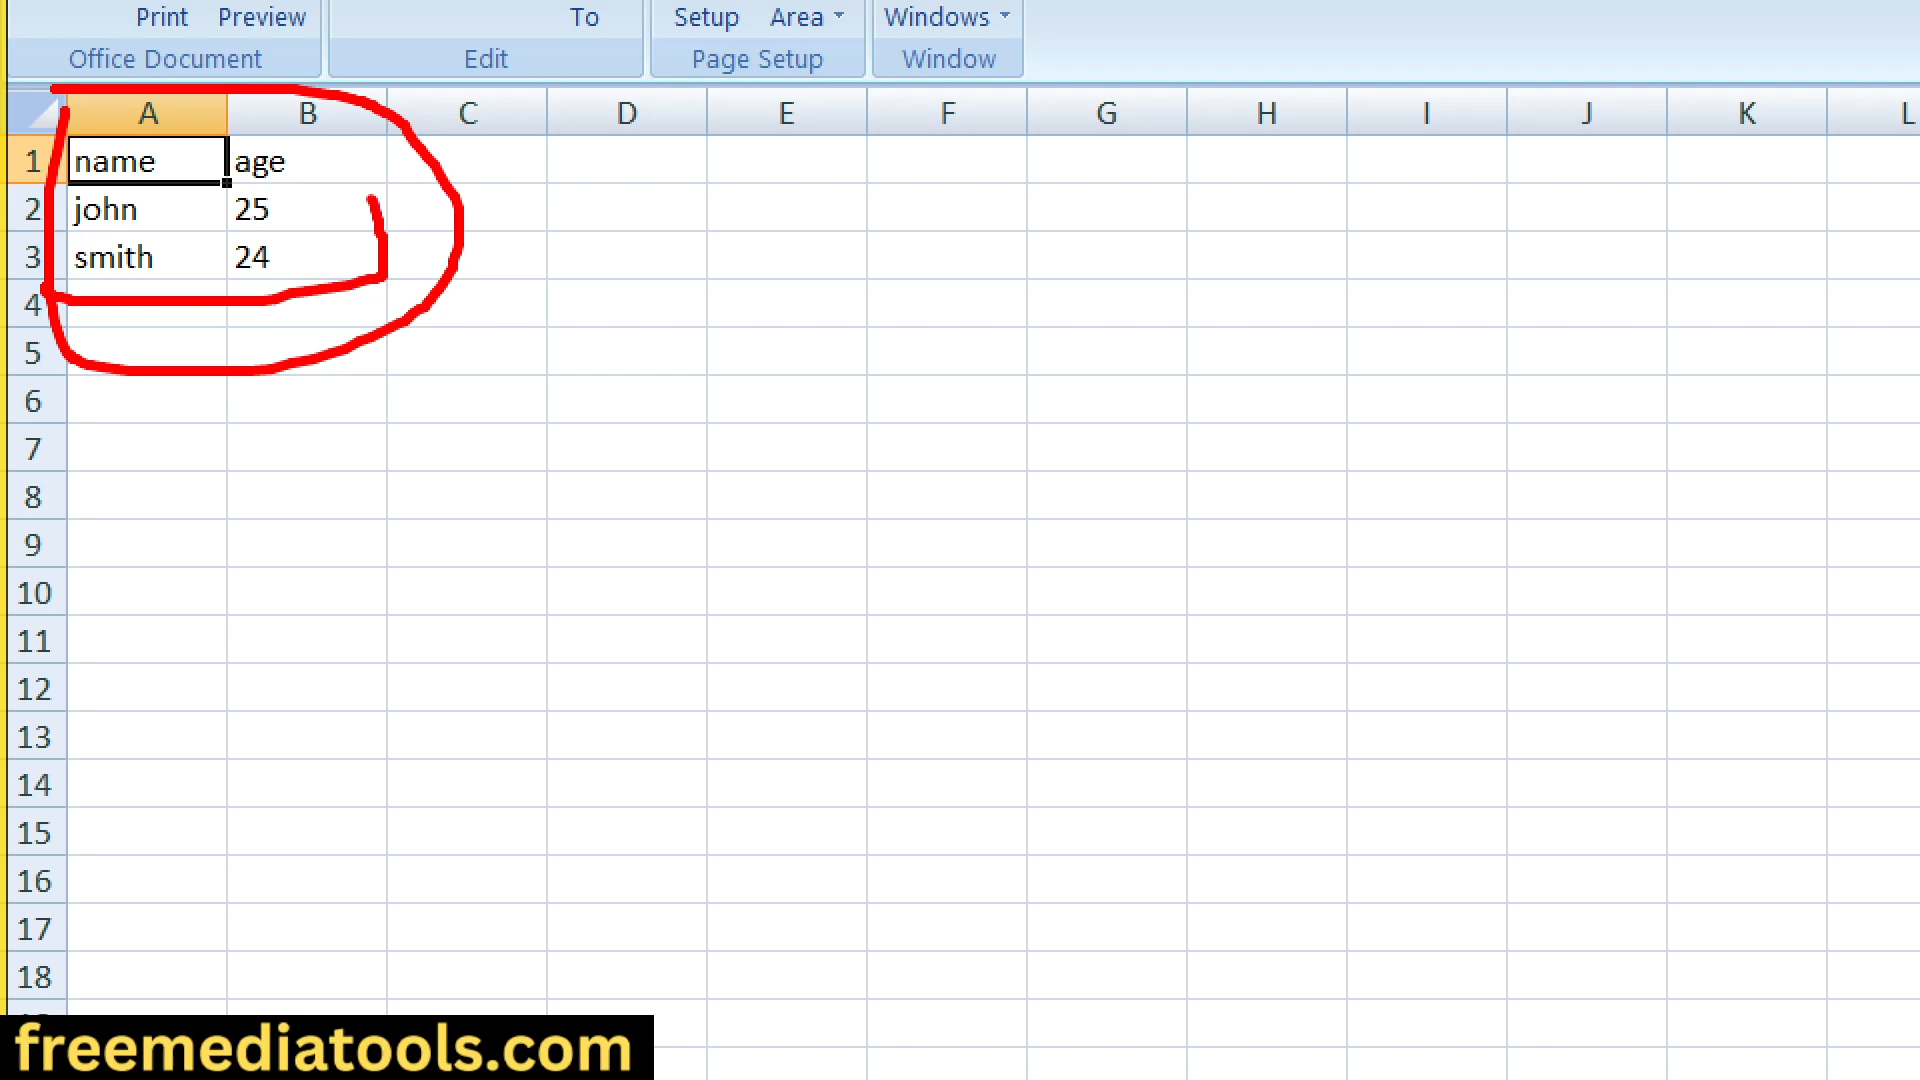 Print Preview To Setup Area Windows
Office Document Edit Page Setup Window
A B C D E F G H I J K L
1 name age
2 john 25
3 smith 24
4
5
6
7
8
9
10
11
12
13
14
15
16
17
18
freemediatools.com